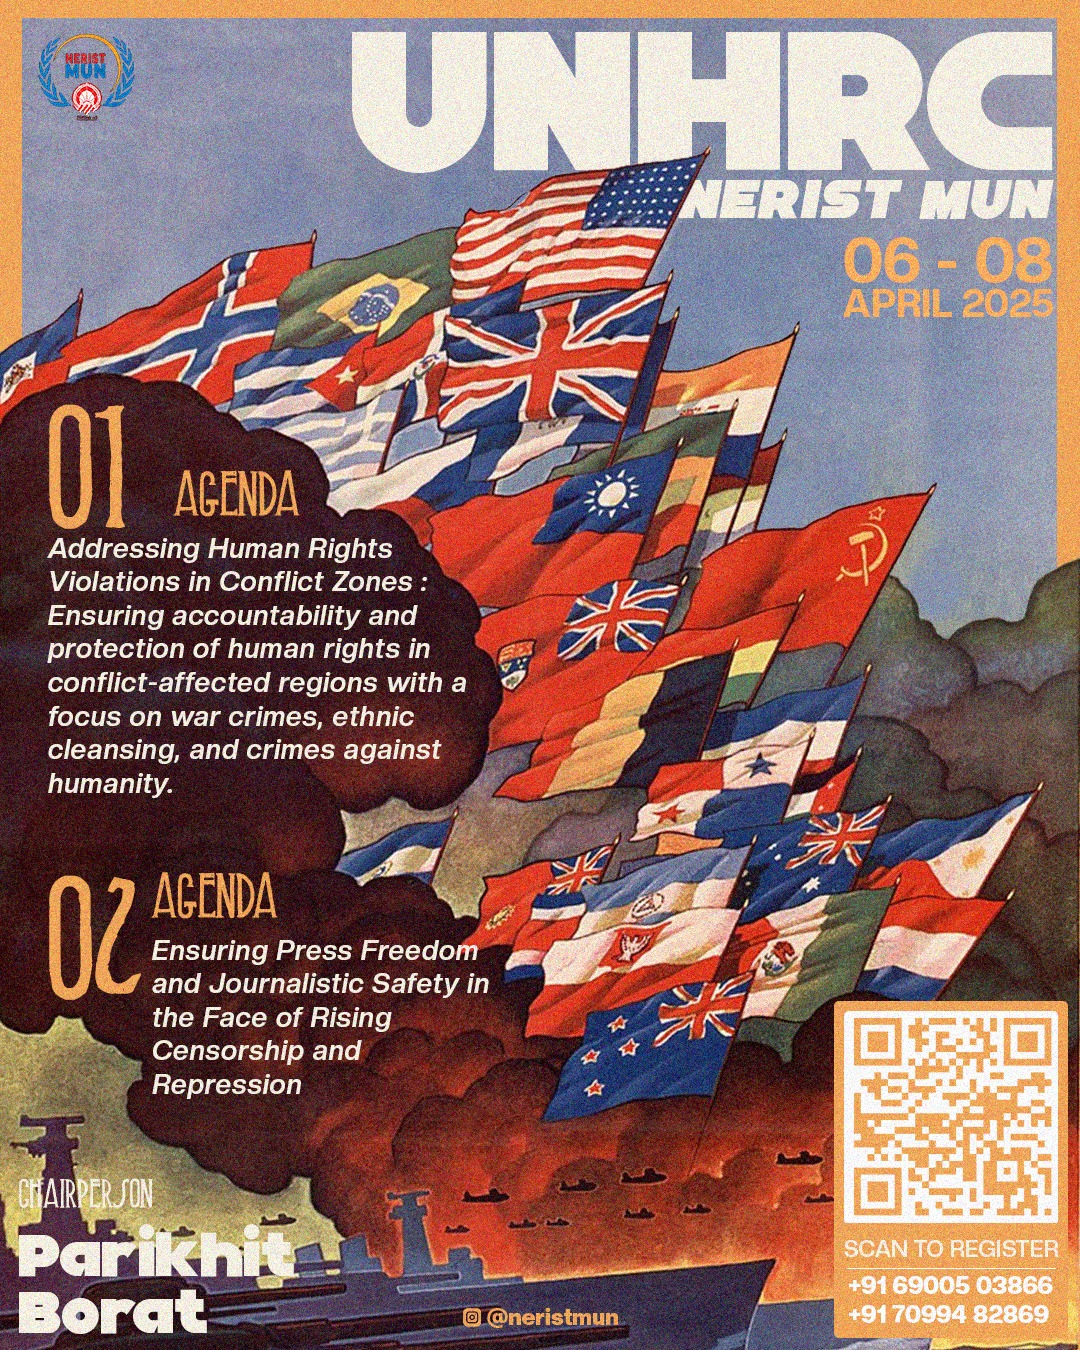 NERIST
MUN
UNHRC
NERIST MUN
06 - 08
APRIL 2025
01
AGENDA
Addressing Human Rights
Violations in Conflict Zones :
Ensuring accountability and
protection of human rights in
conflict-affected regions with a
focus on war crimes, ethnic
cleansing, and crimes against
humanity.
02
AGENDA
Ensuring Press Freedom
and Journalistic Safety in
the Face of Rising
Censorship and
Repression
CHAIRPERSON
Parikhit
Borat
@neristmun
SCAN TO REGISTER
+91 69005 03866
+91 70994 82869